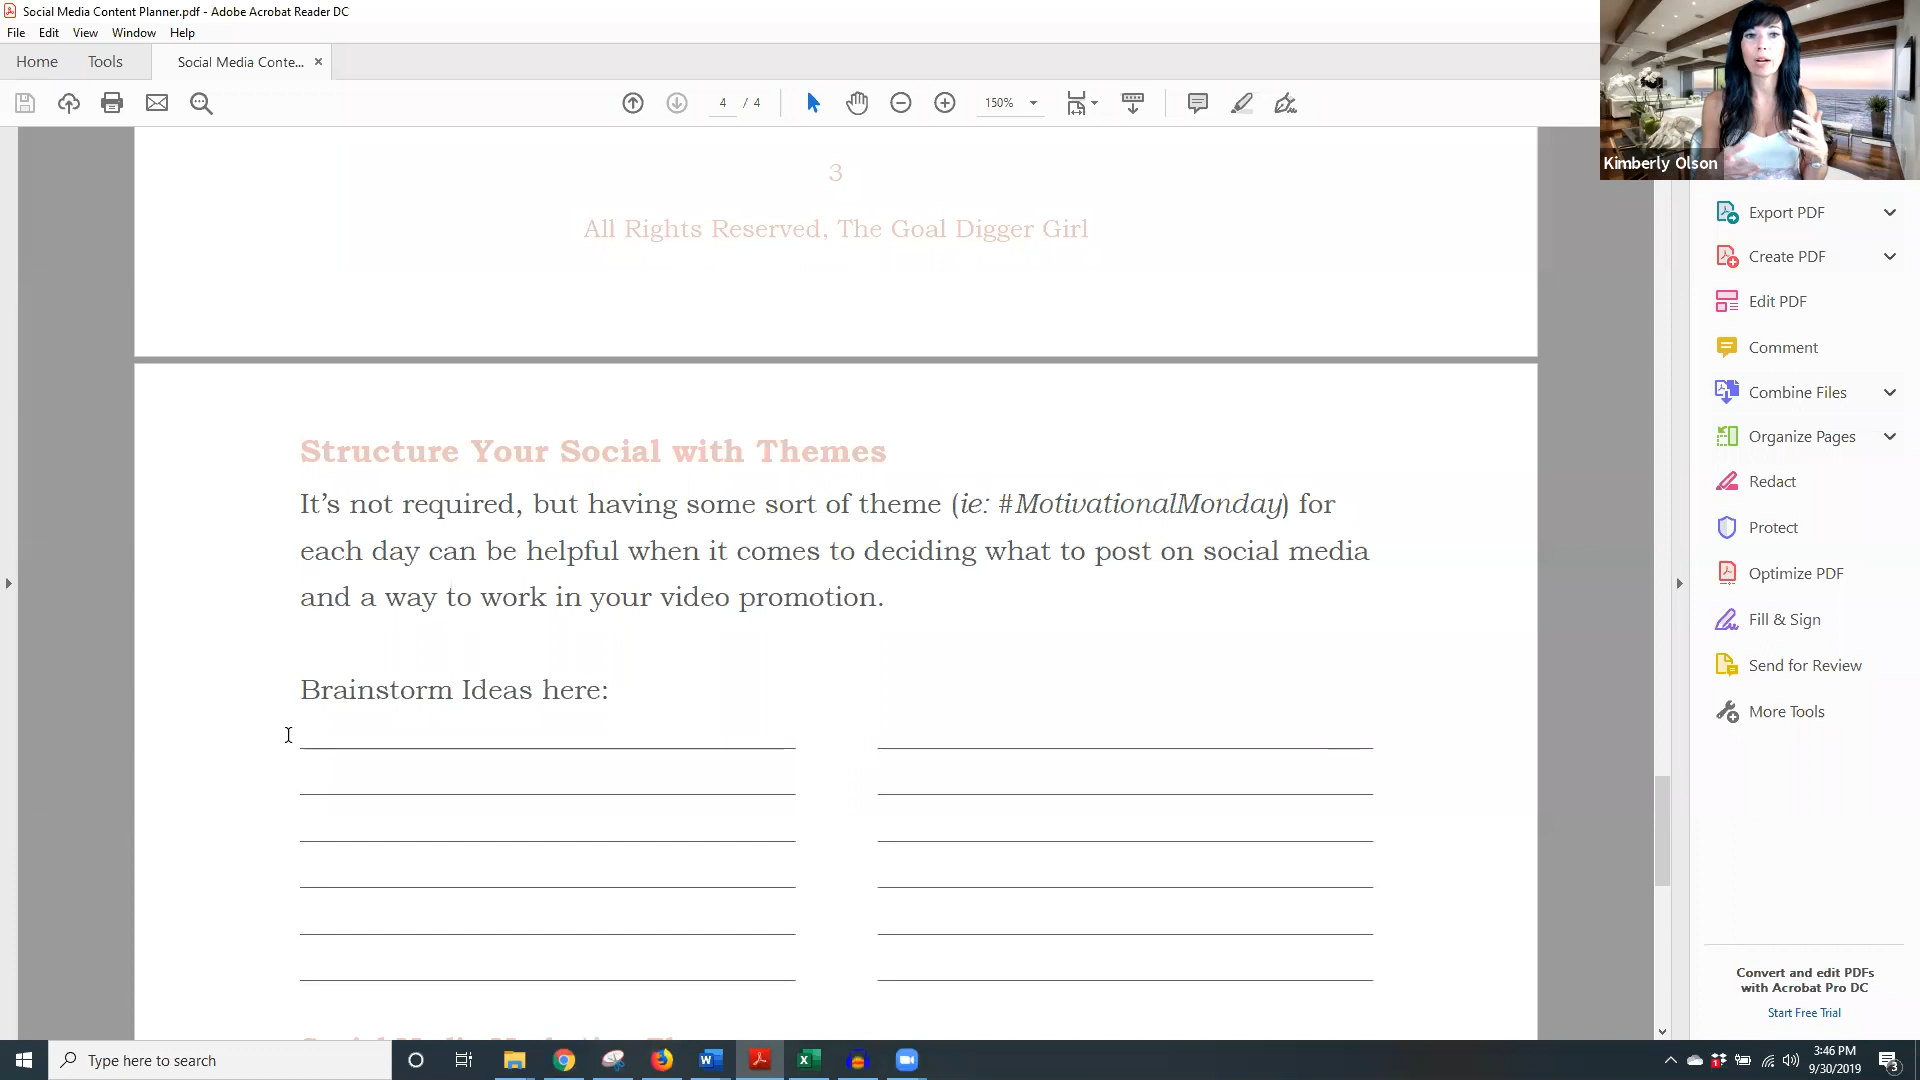 Social Media Content Planner.pdf - Adobe Acrobat Reader DC
File Edit View Window Help
Home Tools Social Media Conte... ×
4 / 4 150%
Kimberly Olson
3
All Rights Reserved, The Goal Digger Girl
Structure Your Social with Themes
It’s not required, but having some sort of theme (ie: #MotivationalMonday) for
each day can be helpful when it comes to deciding what to post on social media
and a way to work in your video promotion.
Brainstorm Ideas here:
Export PDF
Create PDF
Edit PDF
Comment
Combine Files
Organize Pages
Redact
Protect
Optimize PDF
Fill & Sign
Send for Review
More Tools
Convert and edit PDFs
with Acrobat Pro DC
Start Free Trial
Type here to search
3:46 PM
9/30/2019
3